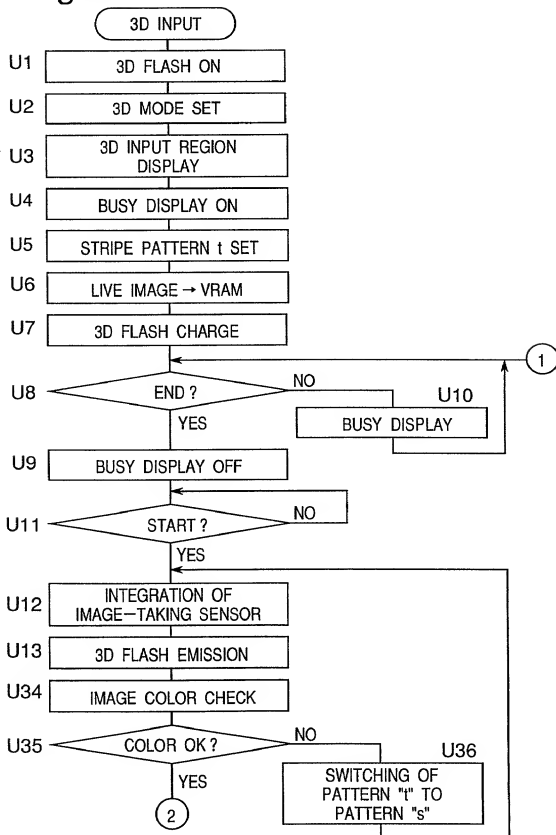 3D INPUT
U1 3D FLASH ON
U2 3D MODE SET
U3 3D INPUT REGION
DISPLAY
U4 BUSY DISPLAY ON
U5 STRIPE PATTERN t SET
U6 LIVE IMAGE → VRAM
U7 3D FLASH CHARGE
1
U8 END ? NO
U10
YES
BUSY DISPLAY
U9 BUSY DISPLAY OFF
U11 START ? NO
YES
U12 INTEGRATION OF
IMAGE-TAKING SENSOR
U13 3D FLASH EMISSION
U34 IMAGE COLOR CHECK
U35 COLOR OK ? NO
U36
YES
SWITCHING OF
PATTERN "t" TO
PATTERN "s"
2